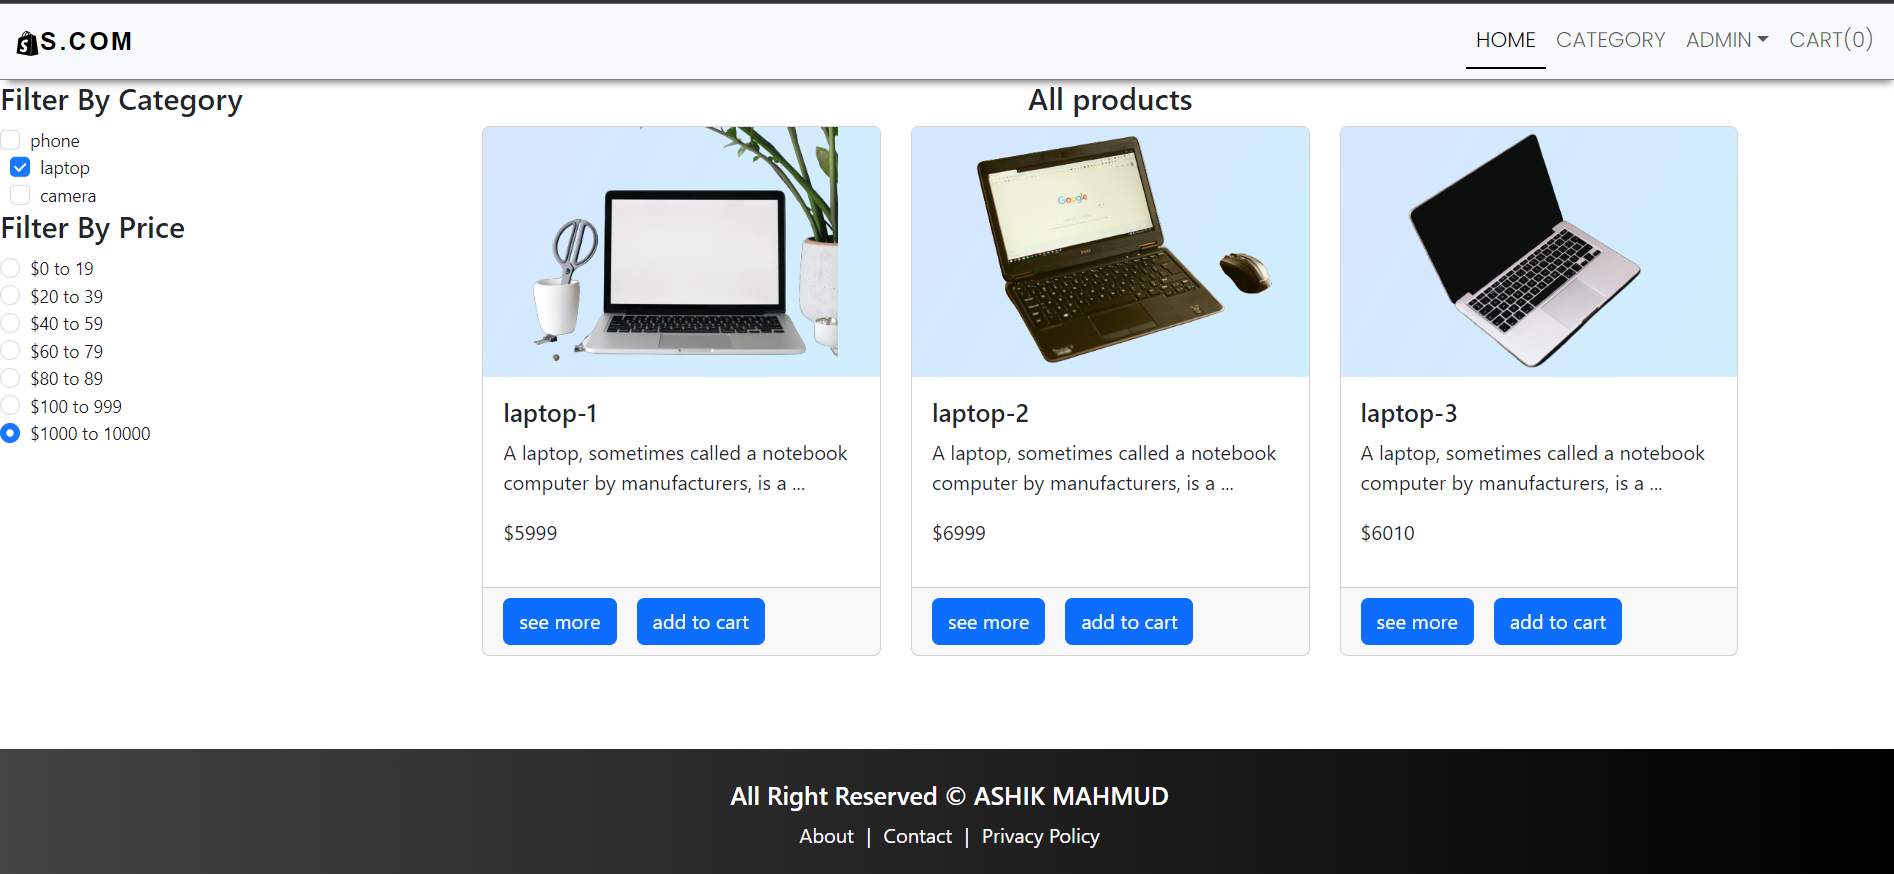 S.COM
HOME CATEGORY ADMIN CART(0)
Filter By Category
phone
laptop
camera
Filter By Price
$0 to 19
$20 to 39
$40 to 59
$60 to 79
$80 to 89
$100 to 999
$1000 to 10000
All products
laptop-1
A laptop, sometimes called a notebook
computer by manufacturers, is a ...
$5999
see more add to cart
Google
laptop-2
A laptop, sometimes called a notebook
computer by manufacturers, is a ...
$6999
see more add to cart
laptop-3
A laptop, sometimes called a notebook
computer by manufacturers, is a ...
$6010
see more add to cart
All Right Reserved © ASHIK MAHMUD
About | Contact | Privacy Policy